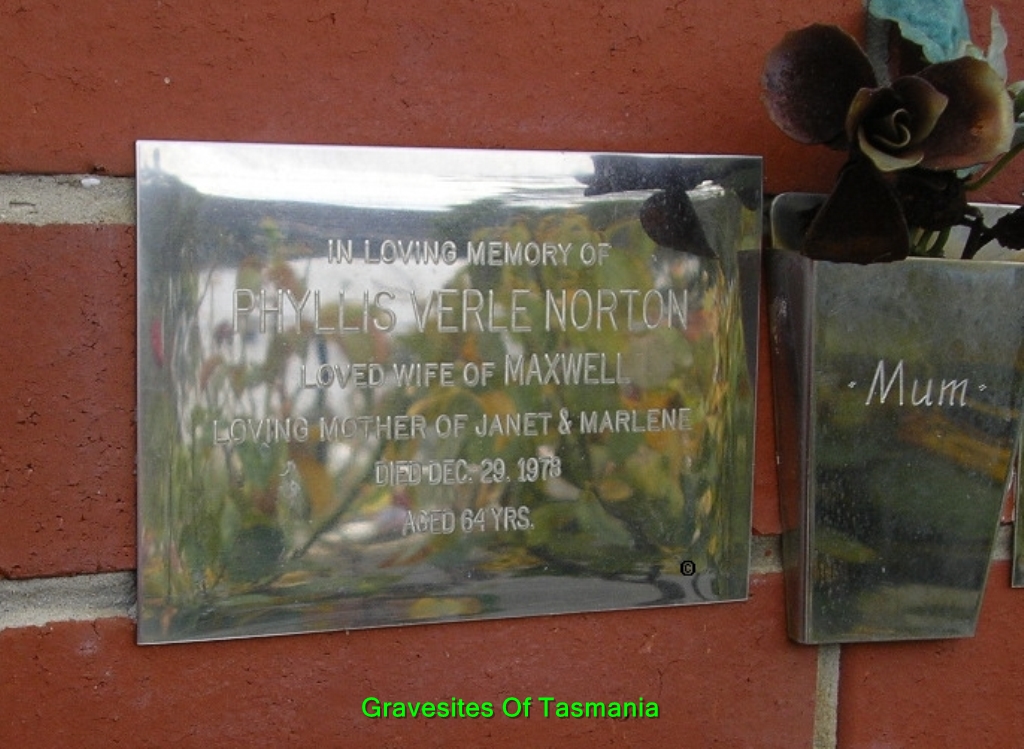 IN LOVING MEMORY OF
PHYLLIS VERLE NORTON
LOVED WIFE OF MAXWELL
LOVING MOTHER OF JANET & MARLENE
DIED DEC. 29. 1978
AGED 64 YRS.
©
· Mum ·
Gravesites Of Tasmania